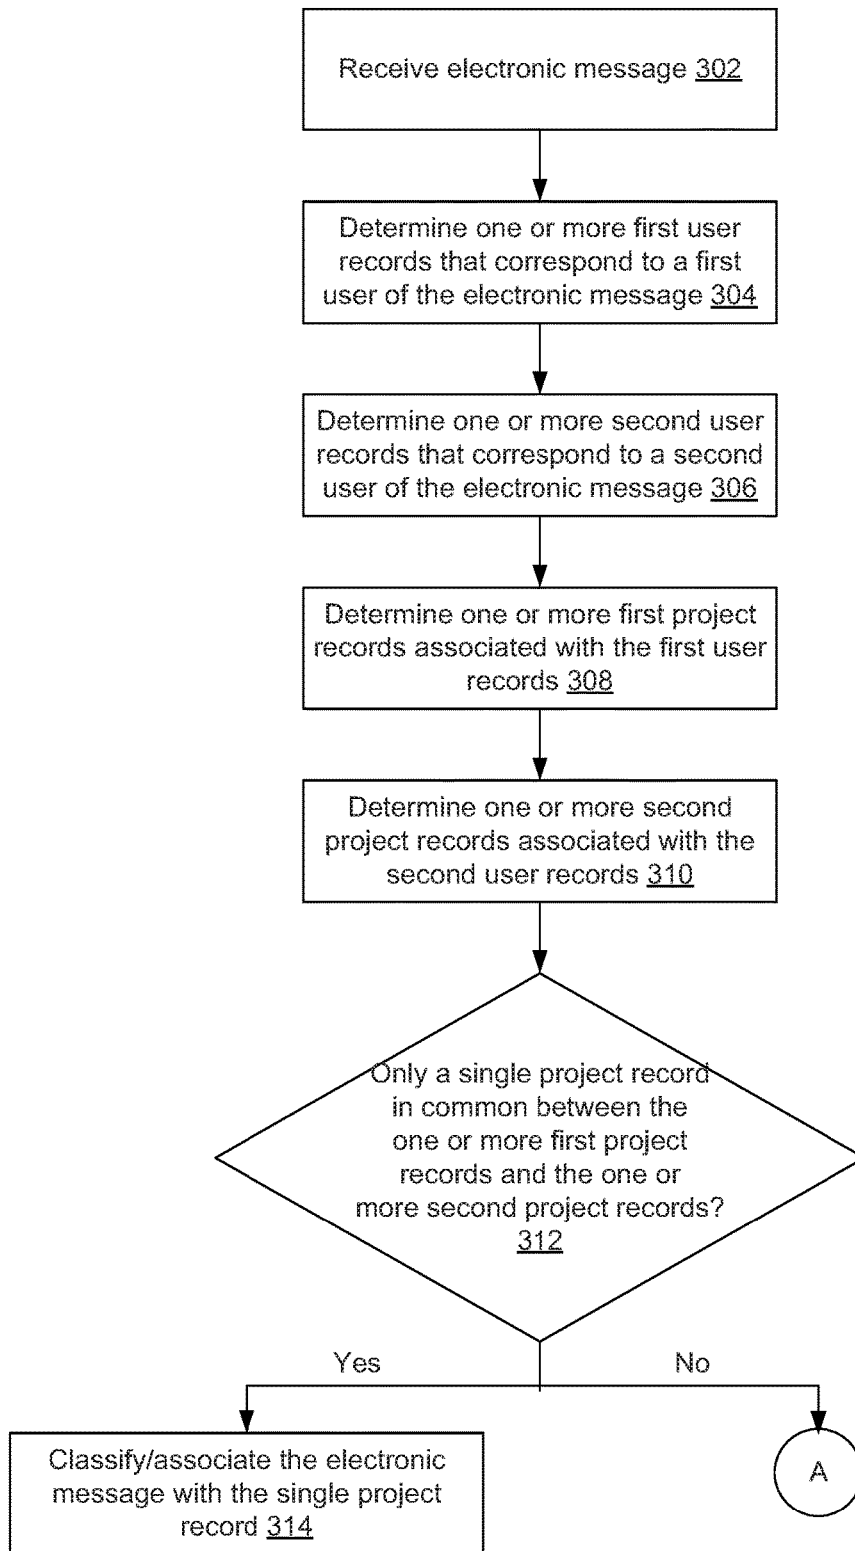 Receive electronic message 302
Determine one or more first user
records that correspond to a first
user of the electronic message 304
Determine one or more second user
records that correspond to a second
user of the electronic message 306
Determine one or more first project
records associated with the first user
records 308
Determine one or more second
project records associated with the
second user records 310
Only a single project record
in common between the
one or more first project
records and the one or
more second project records?
312
Yes
No
Classify/associate the electronic
message with the single project
record 314
A